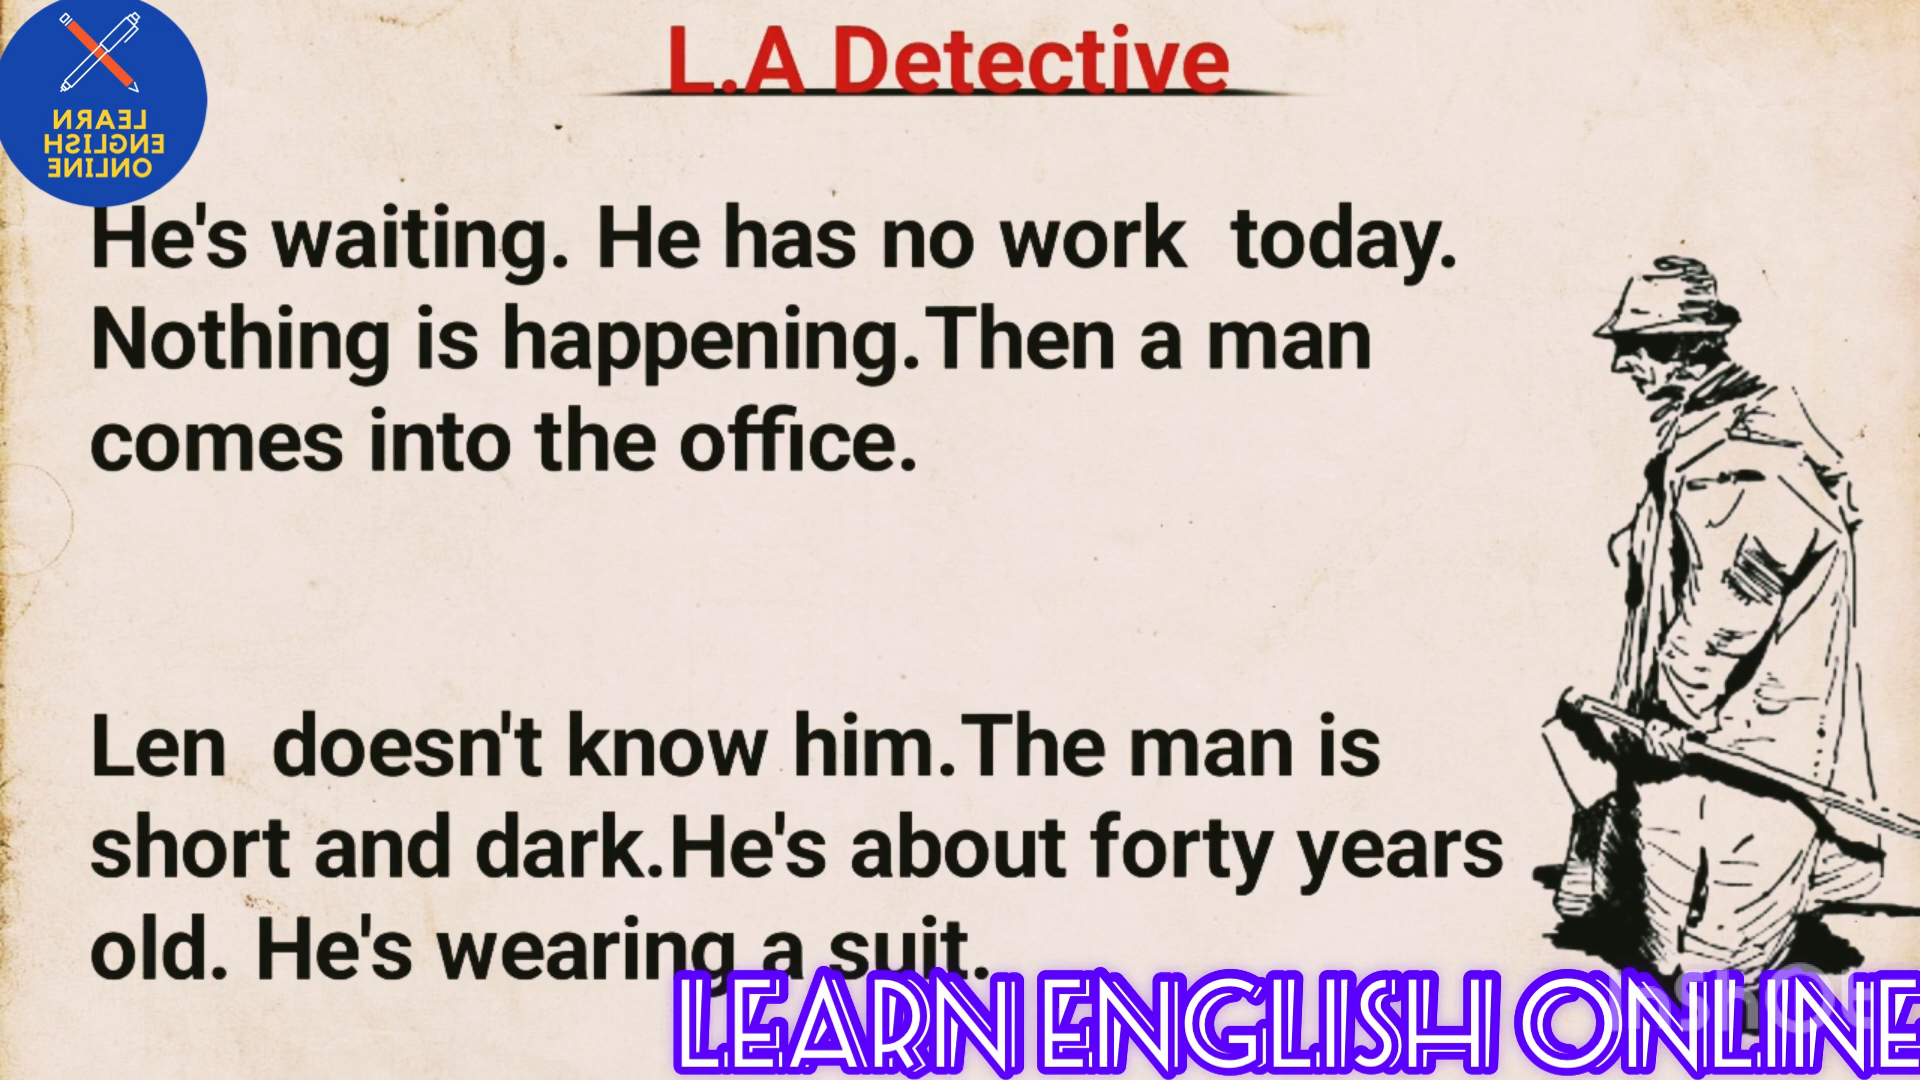 L.A Detective
LEARN
ENGLISH
ONLINE
He's waiting. He has no work today.
Nothing is happening.Then a man
comes into the office.
Len doesn't know him.The man is
short and dark.He's about forty years
old. He's wearing a suit.
LEARN ENGLISH ONLINE